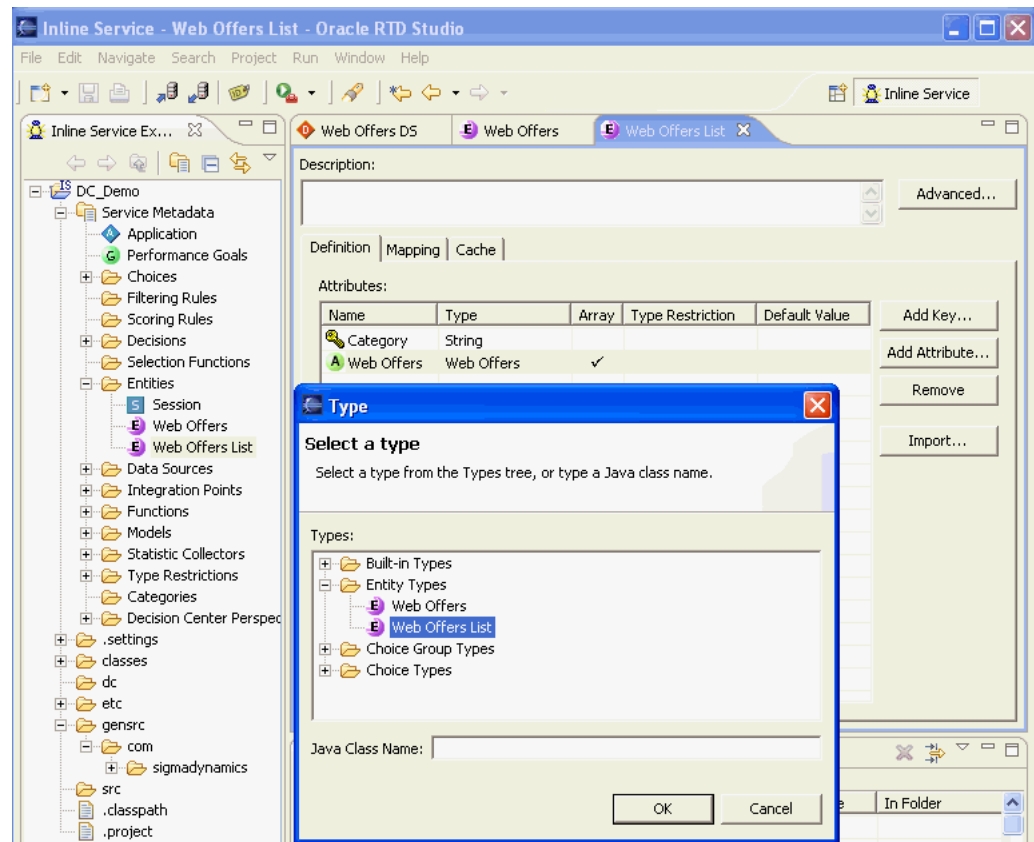 Inline Service - Web Offers List - Oracle RTD Studio
File Edit Navigate Search Project Run Window Help
Inline Service
Inline Service Ex...
Web Offers DS
Web Offers
Web Offers List
DC_Demo
Service Metadata
Application
Performance Goals
Choices
Filtering Rules
Scoring Rules
Decisions
Selection Functions
Entities
Session
Web Offers
Web Offers List
Data Sources
Integration Points
Functions
Models
Statistic Collectors
Type Restrictions
Categories
Decision Center Perspec
.settings
classes
dc
etc
gensrc
com
sigmadynamics
src
.classpath
.project
Description:
Advanced...
Definition Mapping Cache
Attributes:
Name Type Array Type Restriction Default Value
Category String
Web Offers Web Offers
Add Key...
Add Attribute...
Remove
Import...
Type
Select a type
Select a type from the Types tree, or type a Java class name.
Types:
Built-in Types
Entity Types
Web Offers
Web Offers List
Choice Group Types
Choice Types
Java Class Name:
OK Cancel
In Folder